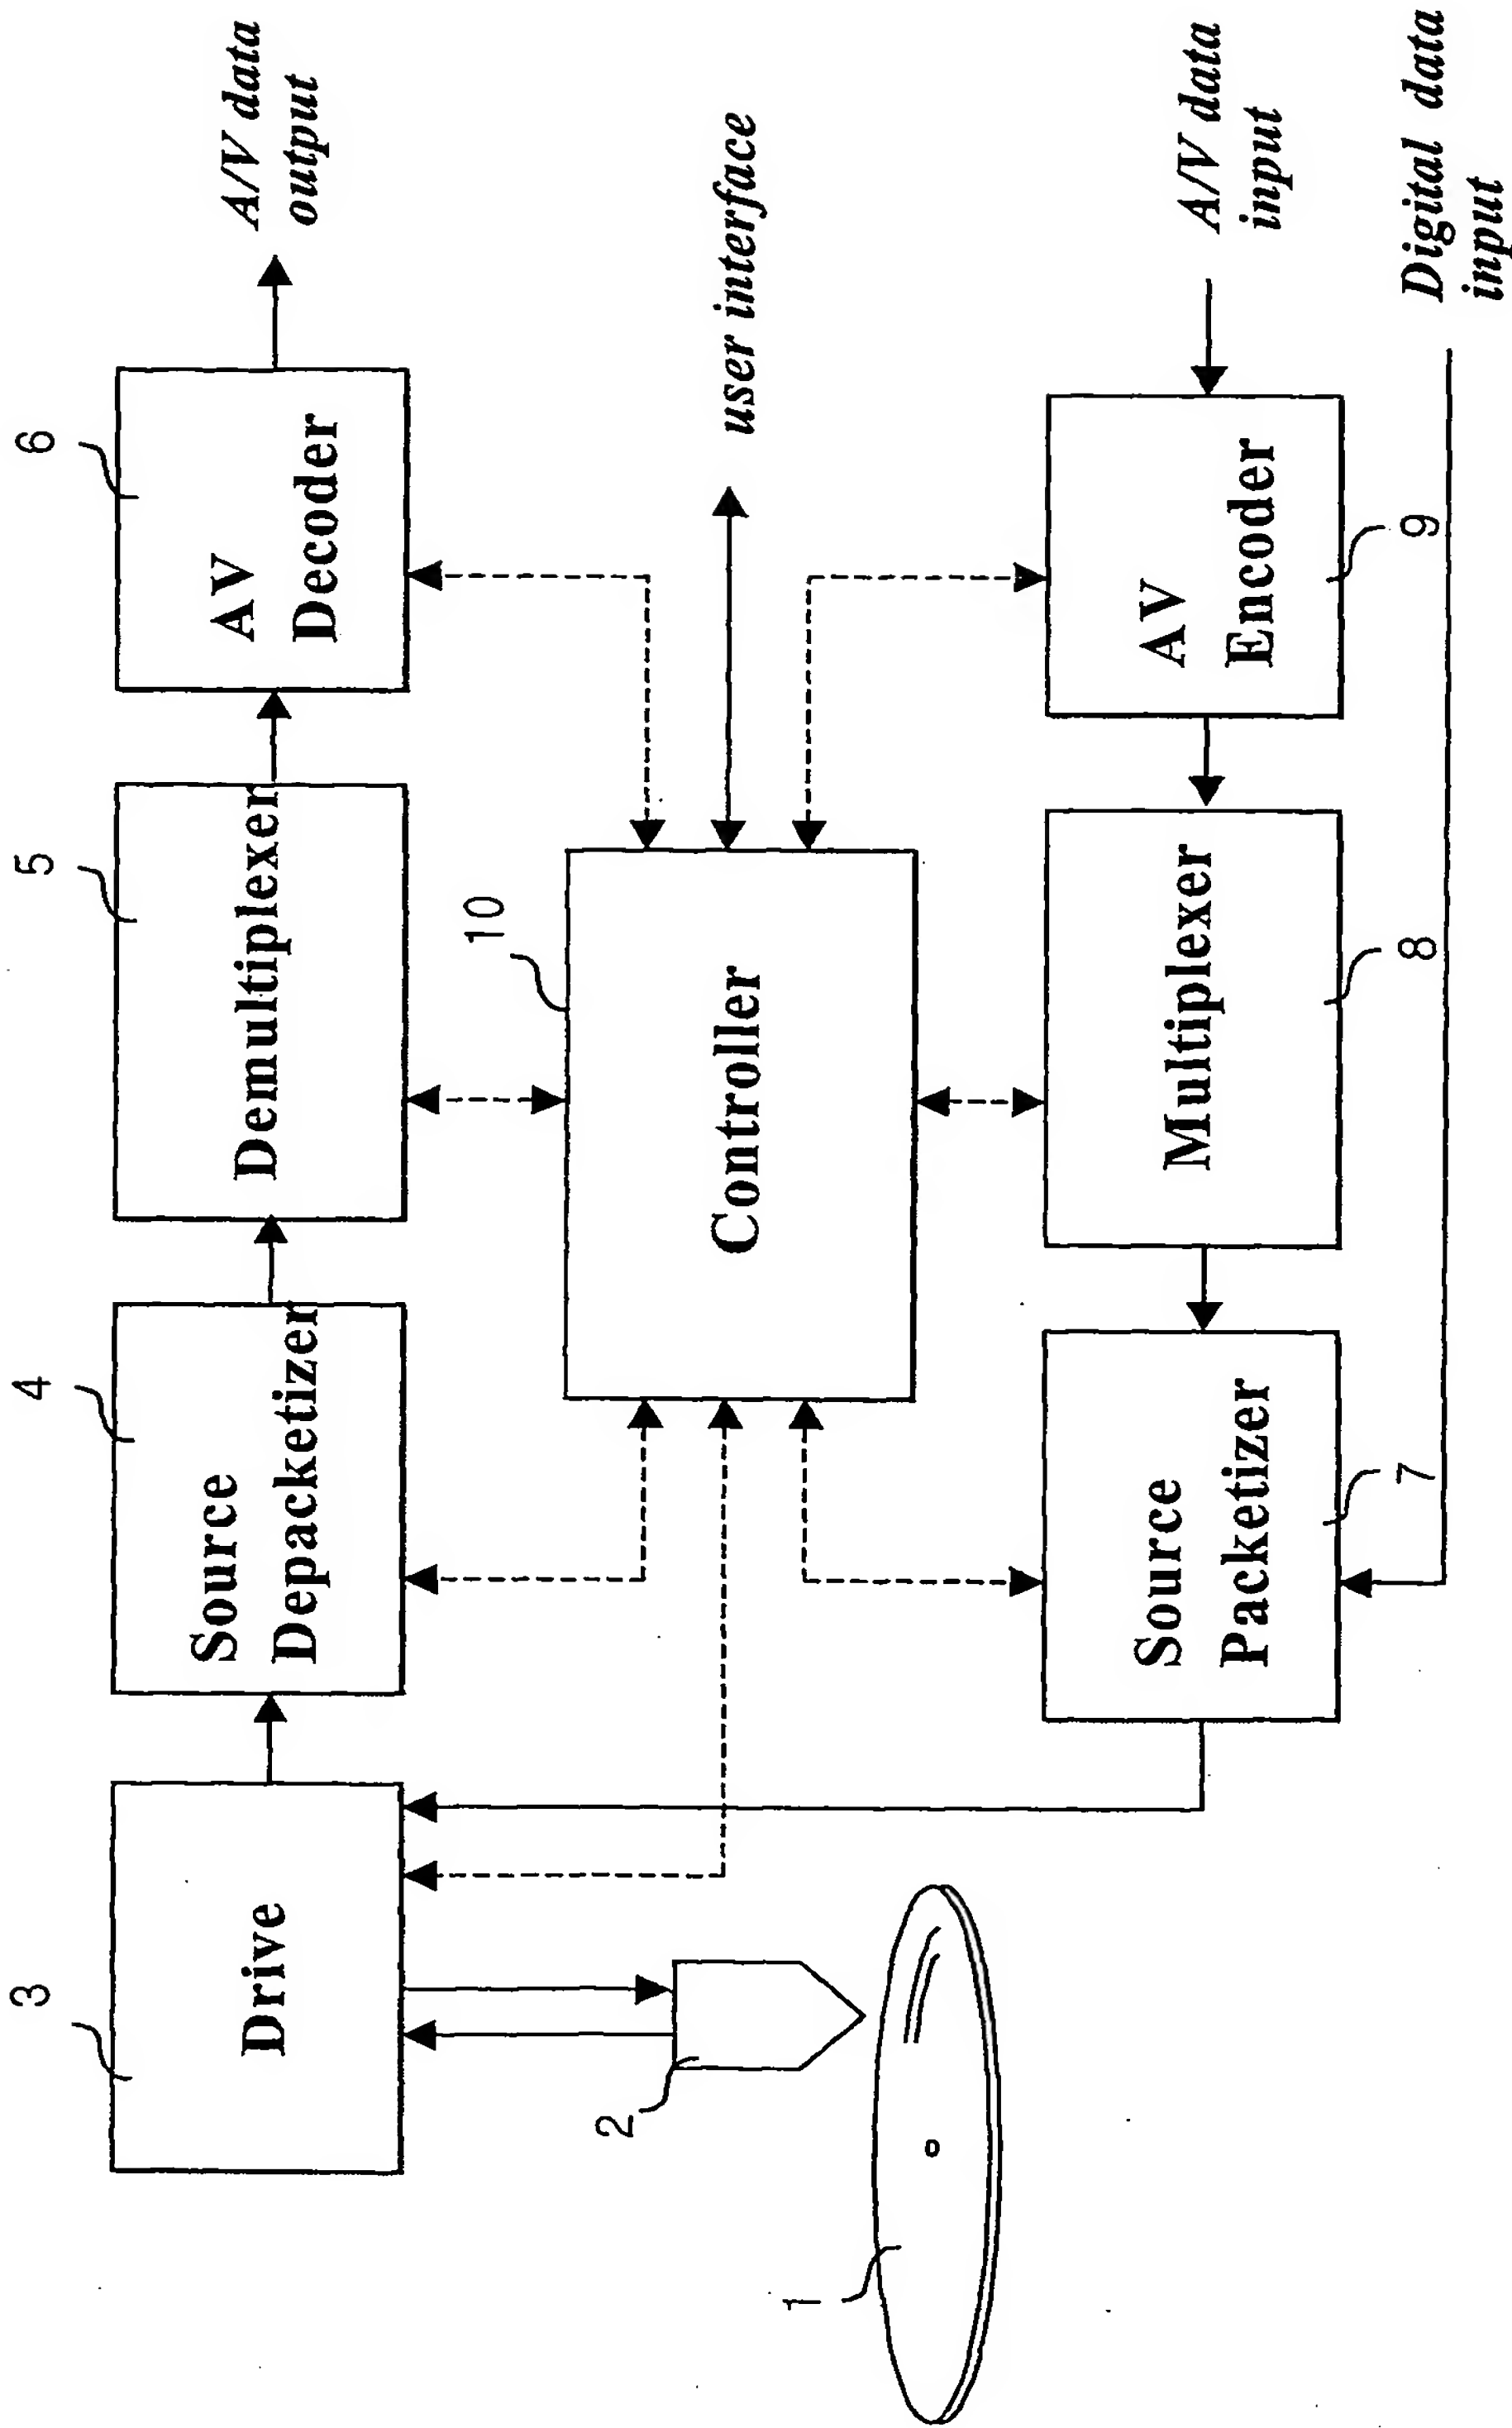 3
Drive
4
Source
Depacketizer
5
Demultiplexer
6
AV
Decoder
A/V data
output
10
Controller
user interface
2
1
Source
Packetizer
7
Multiplexer
8
AV
Encoder
9
A/V data
input
Digital data
input